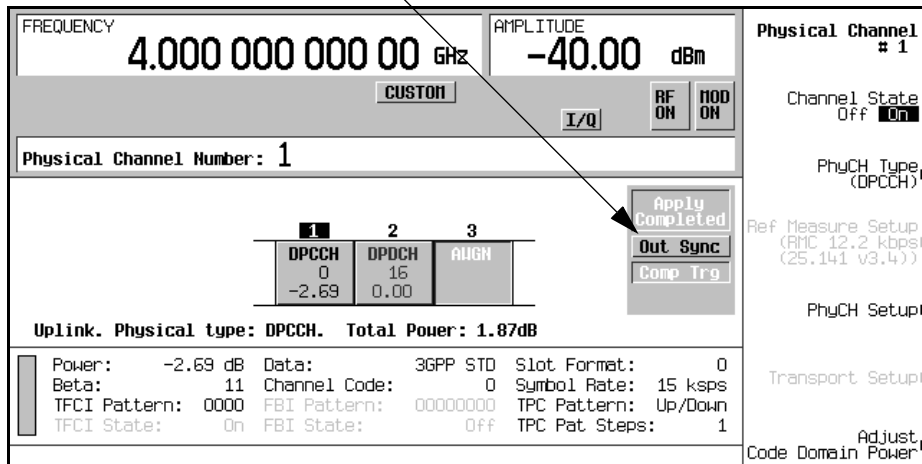 FREQUENCY
4.000 000 000 00 GHz
AMPLITUDE
-40.00 dBm
CUSTOM
I/Q
RF ON
MOD ON
Physical Channel Number: 1
1 2 3
DPCCH DPDCH AWGN
0 16
-2.69 0.00
Apply
Completed
Out Sync
Comp Trg
Uplink. Physical type: DPCCH. Total Power: 1.87dB
Power: -2.69 dB Data: 3GPP STD Slot Format: 0
Beta: 11 Channel Code: 0 Symbol Rate: 15 ksps
TFCI Pattern: 0000 FBI Pattern: 00000000 TPC Pattern: Up/Down
TFCI State: On FBI State: Off TPC Pat Steps: 1
Physical Channel
# 1
Channel State
Off On
PhyCH Type
(DPCCH)
Ref Measure Setup
(RMC 12.2 kbps
(25.141 v3.4))
PhyCH Setup
Transport Setup
Adjust
Code Domain Power